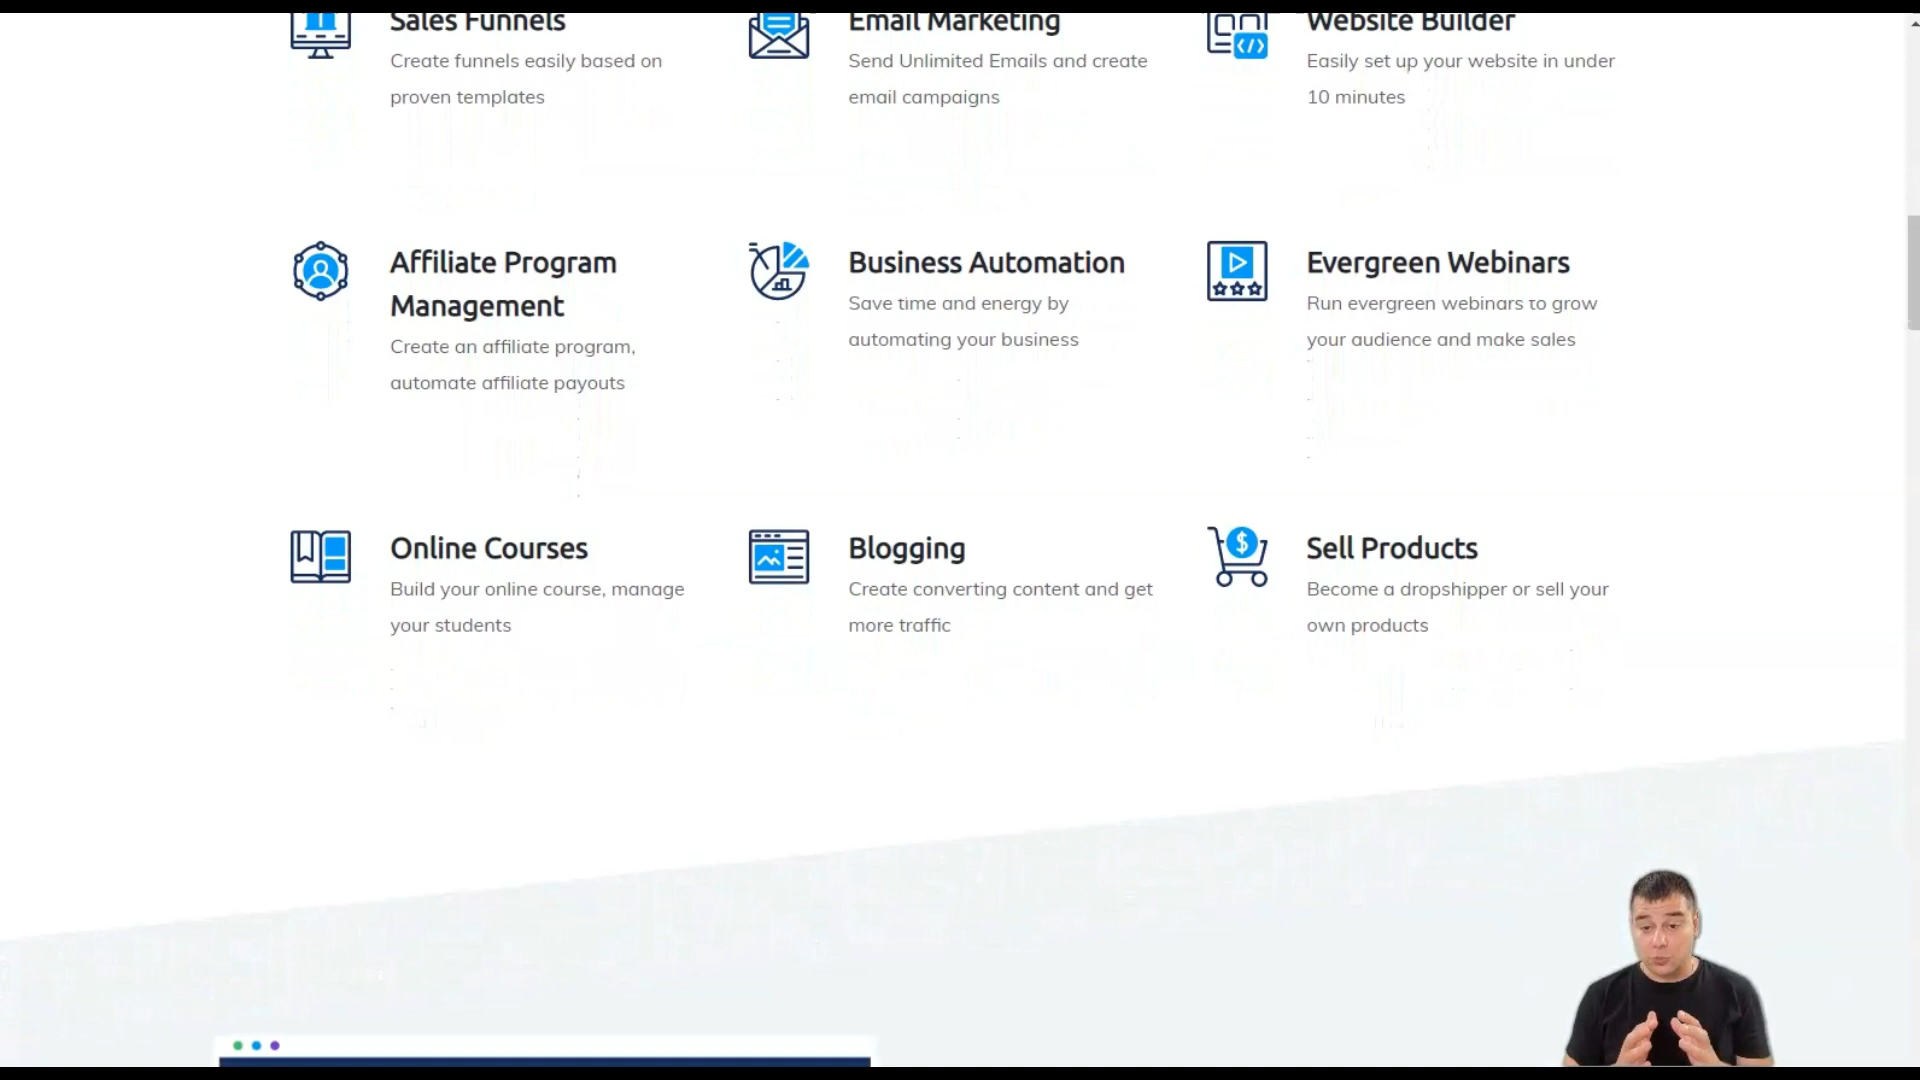 Sales Funnels
Create funnels easily based on
proven templates
Email Marketing
Send Unlimited Emails and create
email campaigns
Website Builder
Easily set up your website in under
10 minutes
Affiliate Program
Management
Create an affiliate program,
automate affiliate payouts
Business Automation
Save time and energy by
automating your business
Evergreen Webinars
Run evergreen webinars to grow
your audience and make sales
Online Courses
Build your online course, manage
your students
Blogging
Create converting content and get
more traffic
Sell Products
Become a dropshipper or sell your
own products